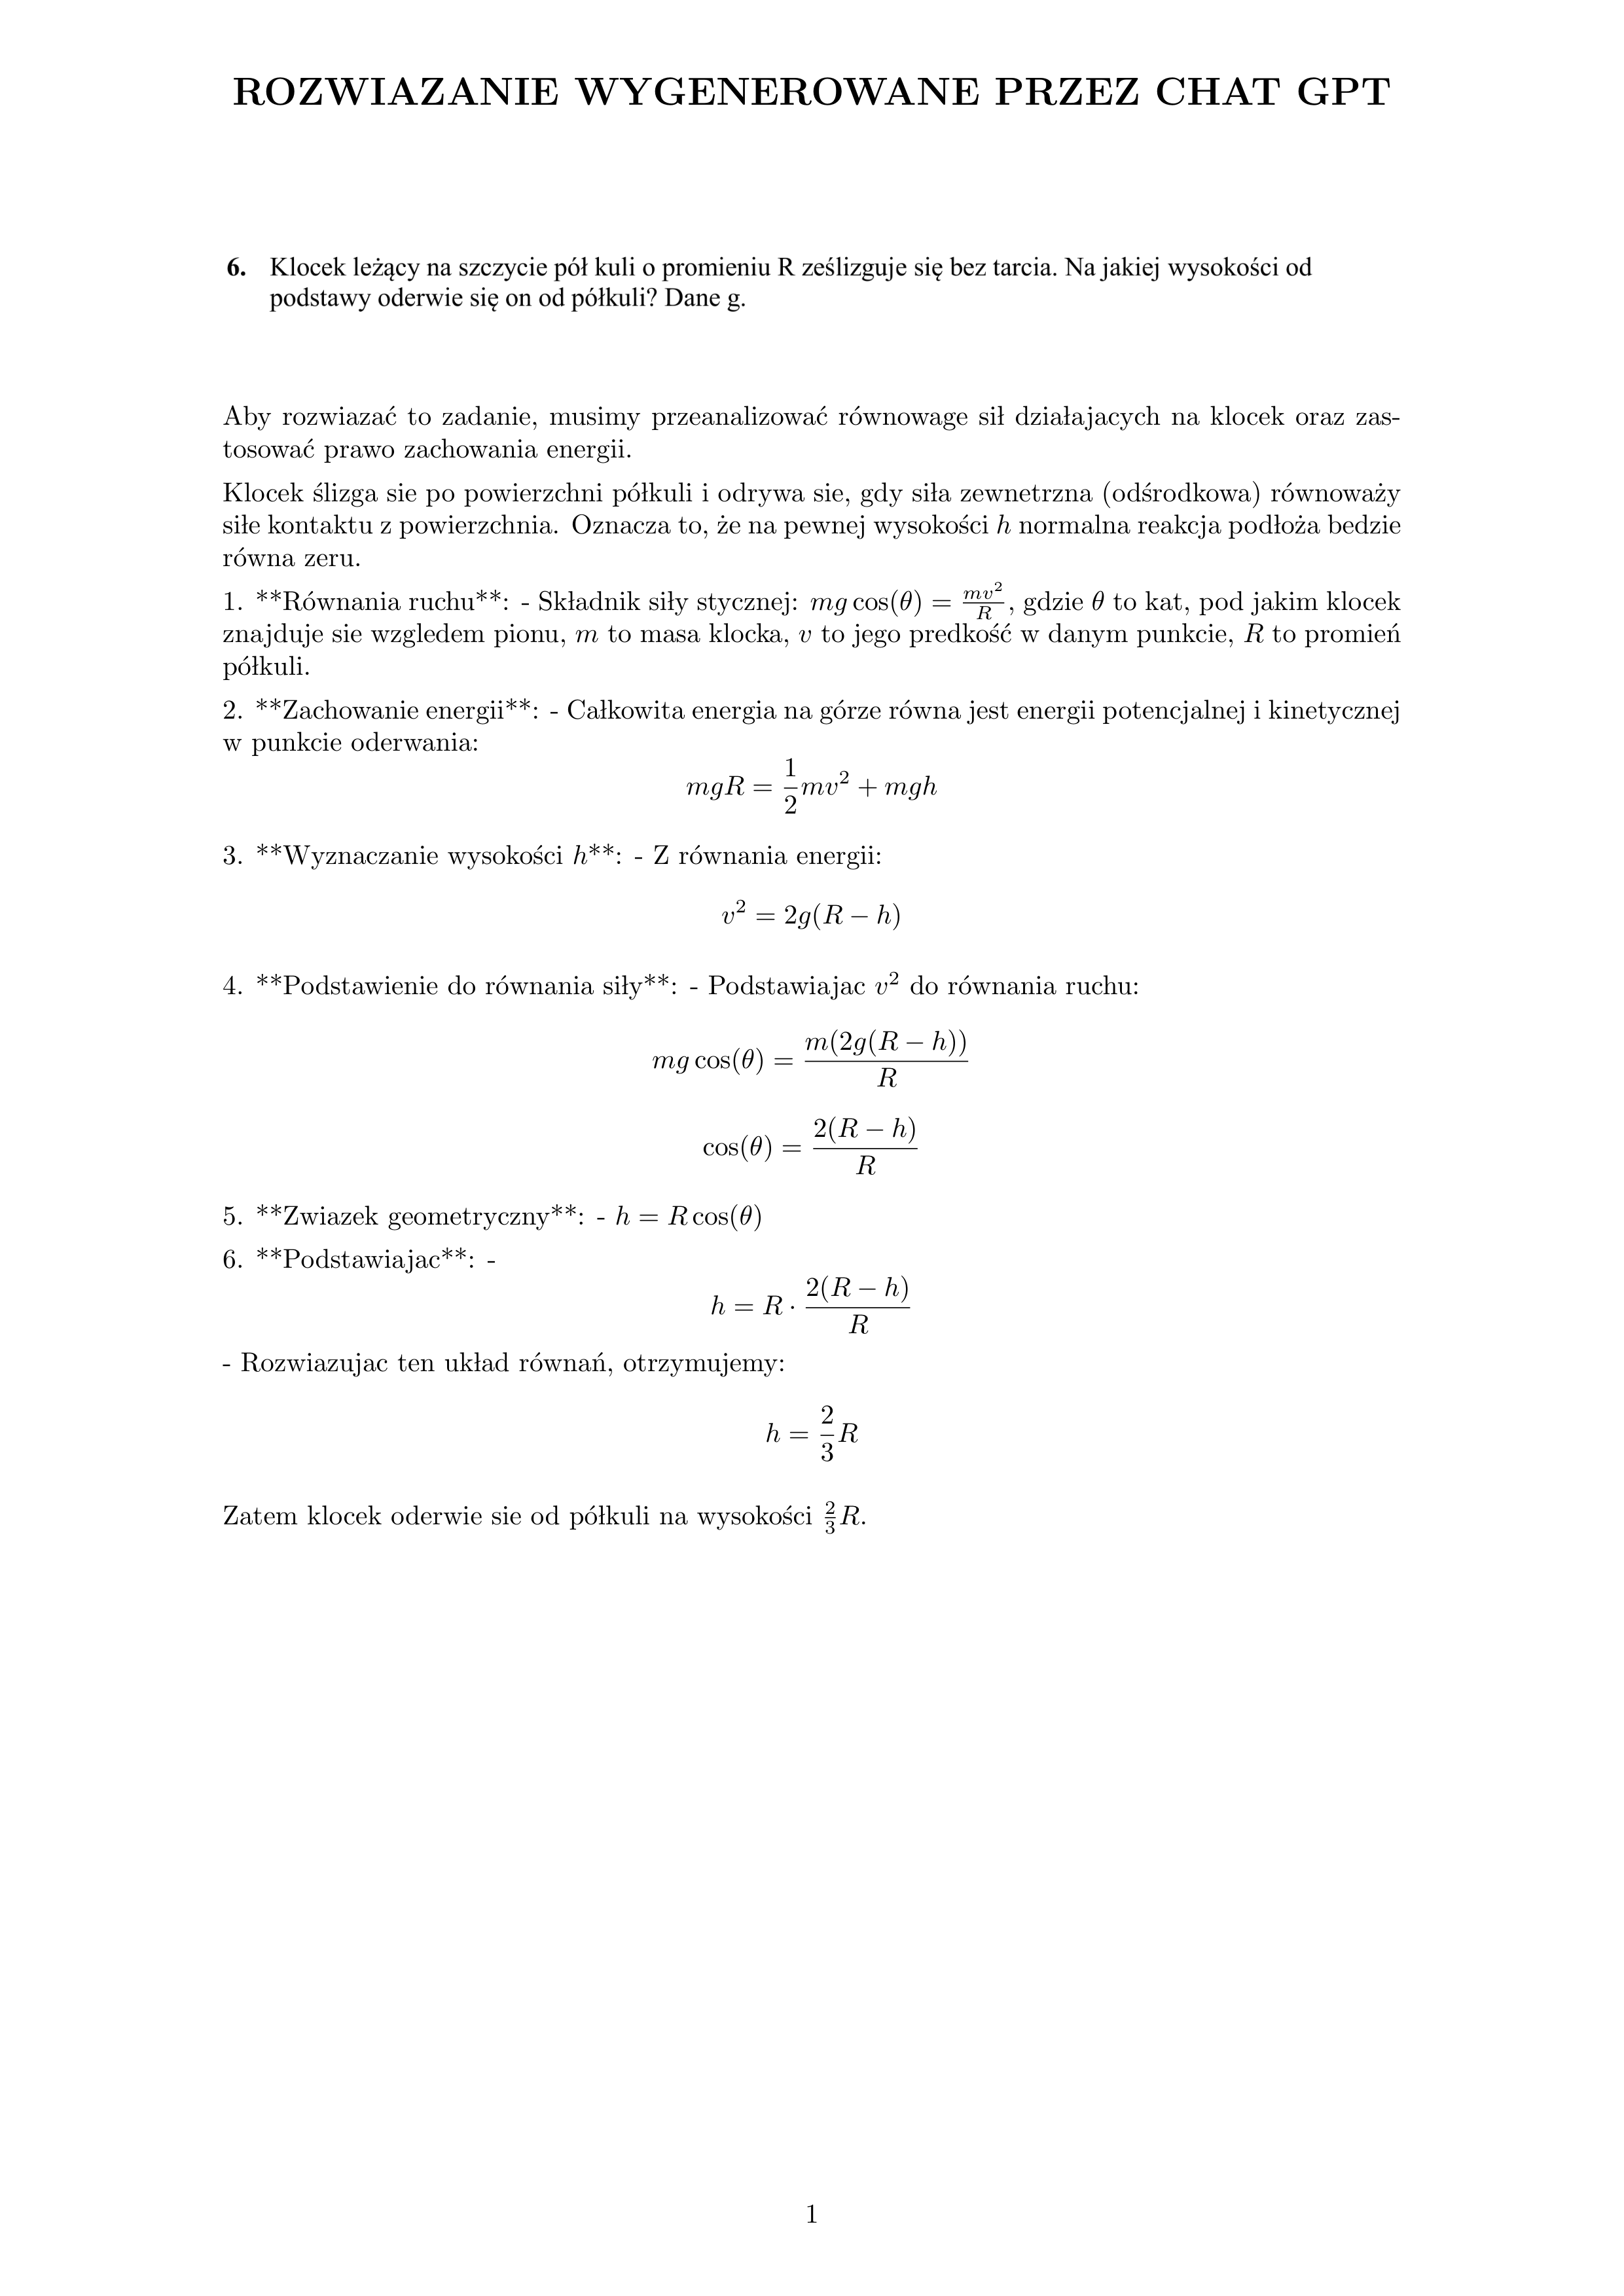 ROZWIAZANIE WYGENEROWANE PRZEZ CHAT GPT
6. Klocek leżący na szczycie pół kuli o promieniu R ześlizguje się bez tarcia. Na jakiej wysokości od
podstawy oderwie się on od półkuli? Dane g.
Aby rozwiazać to zadanie, musimy przeanalizować równowage sił działajacych na klocek oraz zas-
tosować prawo zachowania energii.
Klocek ślizga sie po powierzchni półkuli i odrywa sie, gdy siła zewnetrzna (odśrodkowa) równoważy
siłe kontaktu z powierzchnia. Oznacza to, że na pewnej wysokości h normalna reakcja podłoża bedzie
równa zeru.
1. **Równania ruchu**: - Składnik siły stycznej: $mg\cos(\theta) = \frac{mv^2}{R}$, gdzie θ to kat, pod jakim klocek
znajduje sie wzgledem pionu, m to masa klocka, v to jego predkość w danym punkcie, R to promień
półkuli.
2. **Zachowanie energii**: - Całkowita energia na górze równa jest energii potencjalnej i kinetycznej
w punkcie oderwania:
$mgR = \frac{1}{2}mv^2 + mgh$
3. **Wyznaczanie wysokości h**: - Z równania energii:
$v^2 = 2g(R - h)$
4. **Podstawienie do równania siły**: - Podstawiajac $v^2$ do równania ruchu:
$mg\cos(\theta) = \frac{m(2g(R - h))}{R}$
$\cos(\theta) = \frac{2(R - h)}{R}$
5. **Zwiazek geometryczny**: - $h = R\cos(\theta)$
6. **Podstawiajac**: -
$h = R \cdot \frac{2(R - h)}{R}$
- Rozwiazujac ten układ równań, otrzymujemy:
$h = \frac{2}{3}R$
Zatem klocek oderwie sie od półkuli na wysokości $\frac{2}{3}R$.
1